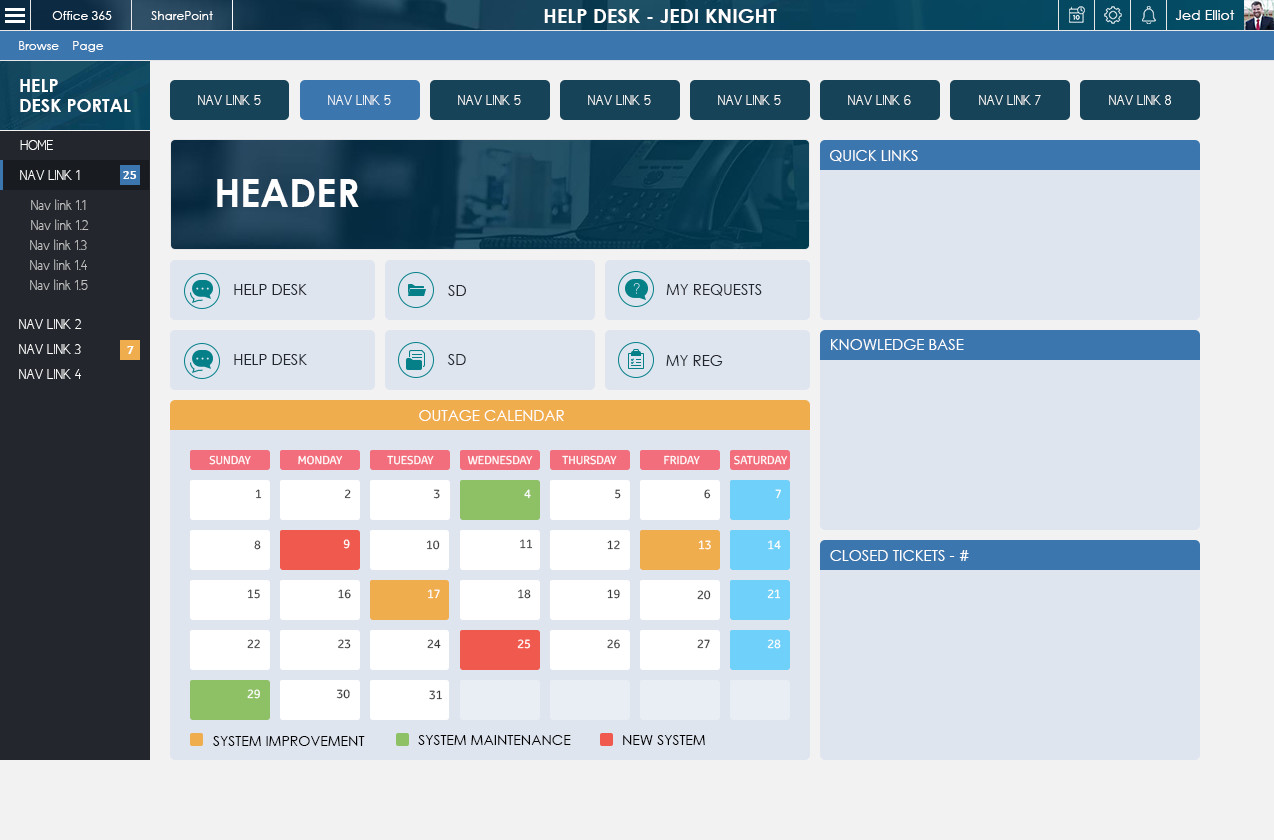 Office 365
SharePoint
HELP DESK - JEDI KNIGHT
10
Jed Elliot
Browse
Page
HELP
DESK PORTAL
HOME
NAV LINK 1
25
Nav link 1.1
Nav link 1.2
Nav link 1.3
Nav link 1.4
Nav link 1.5
NAV LINK 2
NAV LINK 3
7
NAV LINK 4
NAV LINK 5
NAV LINK 5
NAV LINK 5
NAV LINK 5
NAV LINK 5
NAV LINK 6
NAV LINK 7
NAV LINK 8
HEADER
HELP DESK
SD
?
MY REQUESTS
HELP DESK
SD
MY REG
OUTAGE CALENDAR
SUNDAY MONDAY TUESDAY WEDNESDAY THURSDAY FRIDAY SATURDAY
1 2 3 4 5 6 7
8 9 10 11 12 13 14
15 16 17 18 19 20 21
22 23 24 25 26 27 28
29 30 31
SYSTEM IMPROVEMENT
SYSTEM MAINTENANCE
NEW SYSTEM
QUICK LINKS
KNOWLEDGE BASE
CLOSED TICKETS - #